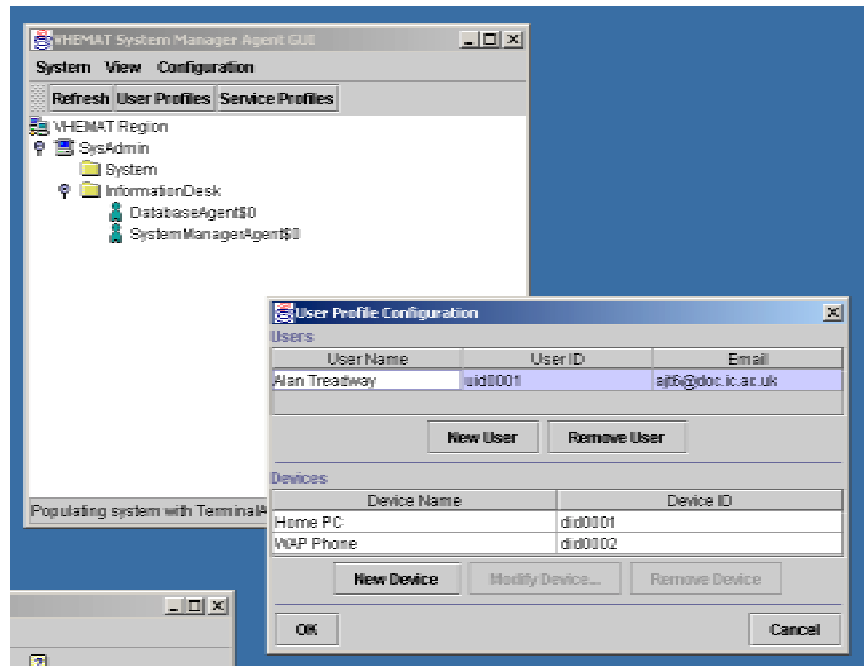 VHEMAT System Manager Agent GUI
System View Configuration
Refresh User Profiles Service Profiles
VHEMAT Region
SysAdmin
System
InformationDesk
DatabaseAgent$0
SystemManagerAgent$0
Populating system with
User Profile Configuration
Users
User Name User ID Email
Alan Treadway uid0001 ajt6@doc.ic.ac.uk
New User Remove User
Devices
Device Name Device ID
Home PC did0001
WAP Phone did0002
New Device Modify Device... Remove Device
OK Cancel